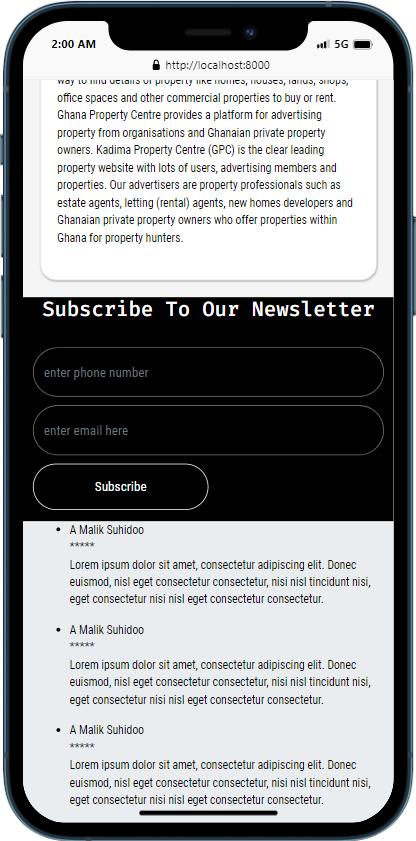 2:00 AM
5G
http://localhost:8000
way to find details of property like homes, houses, lands, shops,
office spaces and other commercial properties to buy or rent.
Ghana Property Centre provides a platform for advertising
property from organisations and Ghanaian private property
owners. Kadima Property Centre (GPC) is the clear leading
property website with lots of users, advertising members and
properties. Our advertisers are property professionals such as
estate agents, letting (rental) agents, new homes developers and
Ghanaian private property owners who offer properties within
Ghana for property hunters.
Subscribe To Our Newsletter
enter phone number
enter email here
Subscribe
• A Malik Suhidoo
*****
Lorem ipsum dolor sit amet, consectetur adipiscing elit. Donec
euismod, nisl eget consectetur consectetur, nisi nisl tincidunt nisi,
eget consectetur nisi nisl eget consectetur consectetur.
• A Malik Suhidoo
*****
Lorem ipsum dolor sit amet, consectetur adipiscing elit. Donec
euismod, nisl eget consectetur consectetur, nisi nisl tincidunt nisi,
eget consectetur nisi nisl eget consectetur consectetur.
• A Malik Suhidoo
*****
Lorem ipsum dolor sit amet, consectetur adipiscing elit. Donec
euismod, nisl eget consectetur consectetur, nisi nisl tincidunt nisi,
eget consectetur nisi nisl eget consectetur consectetur.